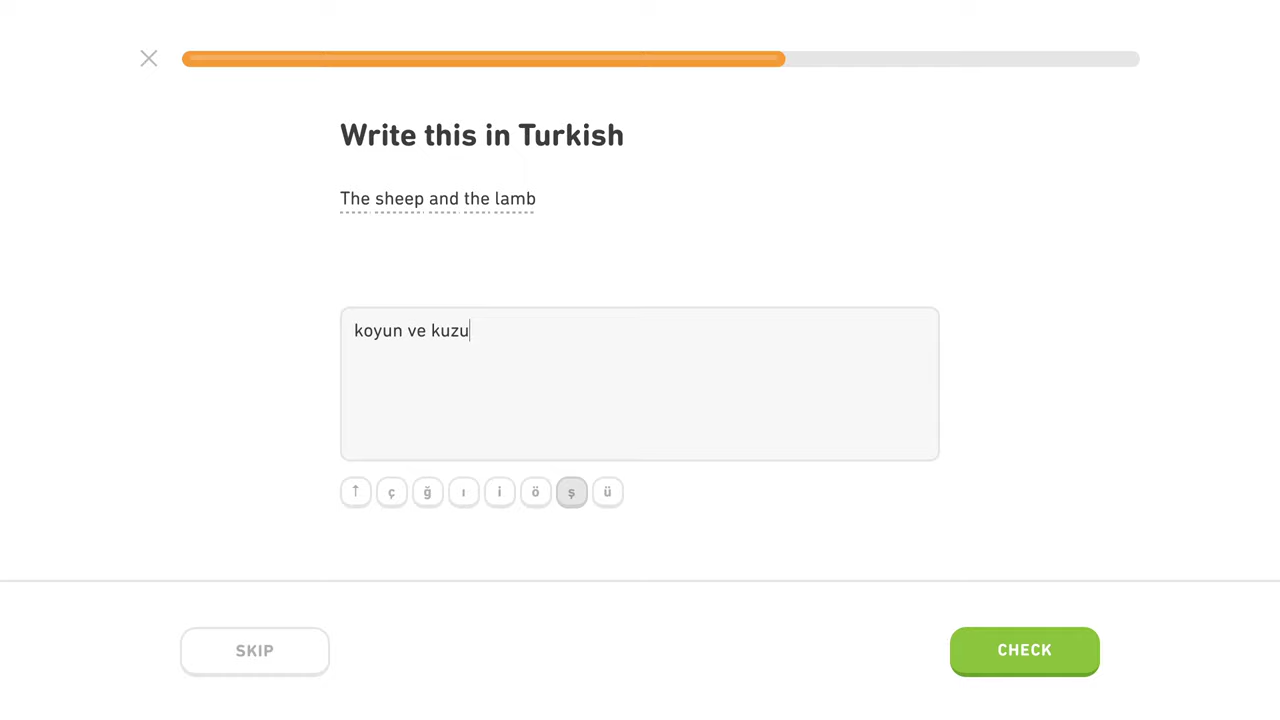 Write this in Turkish
The sheep and the lamb
koyun ve kuzu
↑ ç ğ ı i ö ş ü
SKIP
CHECK